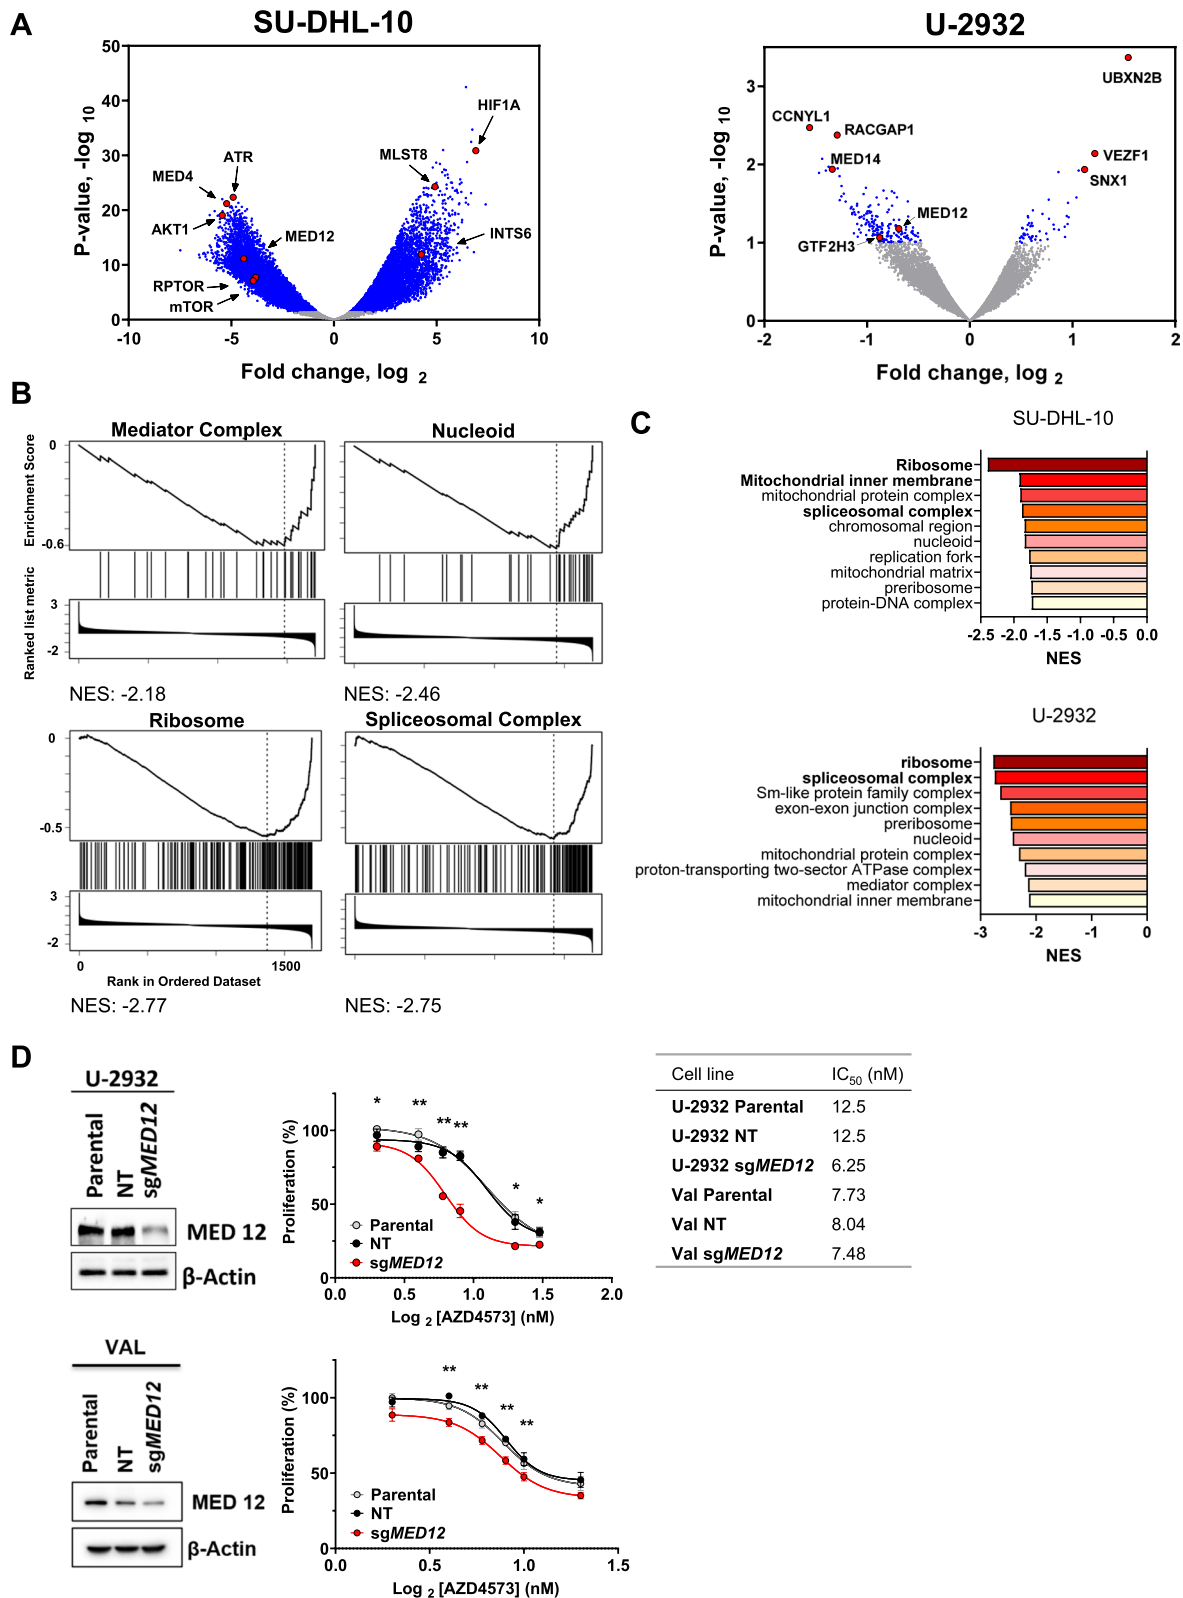 A
SU-DHL-10
P-value, -log 10
50
40
30
20
10
0
-10
-5
0
5
10
Fold change, log 2
HIF1A
MLST8
ATR
MED4
AKT1
MED12
INTS6
RPTOR
mTOR
U-2932
P-value, -log 10
3
2
1
0
-2
-1
0
1
2
Fold change, log 2
UBXN2B
CCNYL1
RACGAP1
MED14
VEZF1
SNX1
MED12
GTF2H3
B
Mediator Complex
Enrichment Score
0
-0.6
Ranked list metric
3
-2
NES: -2.18
Nucleoid
NES: -2.46
Ribosome
0
-0.5
3
-2
0
1500
Rank in Ordered Dataset
NES: -2.77
Spliceosomal Complex
NES: -2.75
C
SU-DHL-10
Ribosome
Mitochondrial inner membrane
mitochondrial protein complex
spliceosomal complex
chromosomal region
nucleoid
replication fork
mitochondrial matrix
preribosome
protein-DNA complex
-2.5 -2.0 -1.5 -1.0 -0.5 0.0
NES
U-2932
ribosome
spliceosomal complex
Sm-like protein family complex
exon-exon junction complex
preribosome
nucleoid
mitochondrial protein complex
proton-transporting two-sector ATPase complex
mediator complex
mitochondrial inner membrane
-3 -2 -1 0
NES
D
U-2932
Parental
NT
sgMED12
MED 12
β-Actin
Proliferation (%)
100
50
0
* ** ** ** * *
Parental
NT
sgMED12
0.0 0.5 1.0 1.5 2.0
Log 2 [AZD4573] (nM)
Cell line IC50 (nM)
U-2932 Parental 12.5
U-2932 NT 12.5
U-2932 sgMED12 6.25
Val Parental 7.73
Val NT 8.04
Val sgMED12 7.48
VAL
Parental
NT
sgMED12
MED 12
β-Actin
Proliferation (%)
100
50
0
** ** ** **
Parental
NT
sgMED12
0.0 0.5 1.0 1.5
Log 2 [AZD4573] (nM)